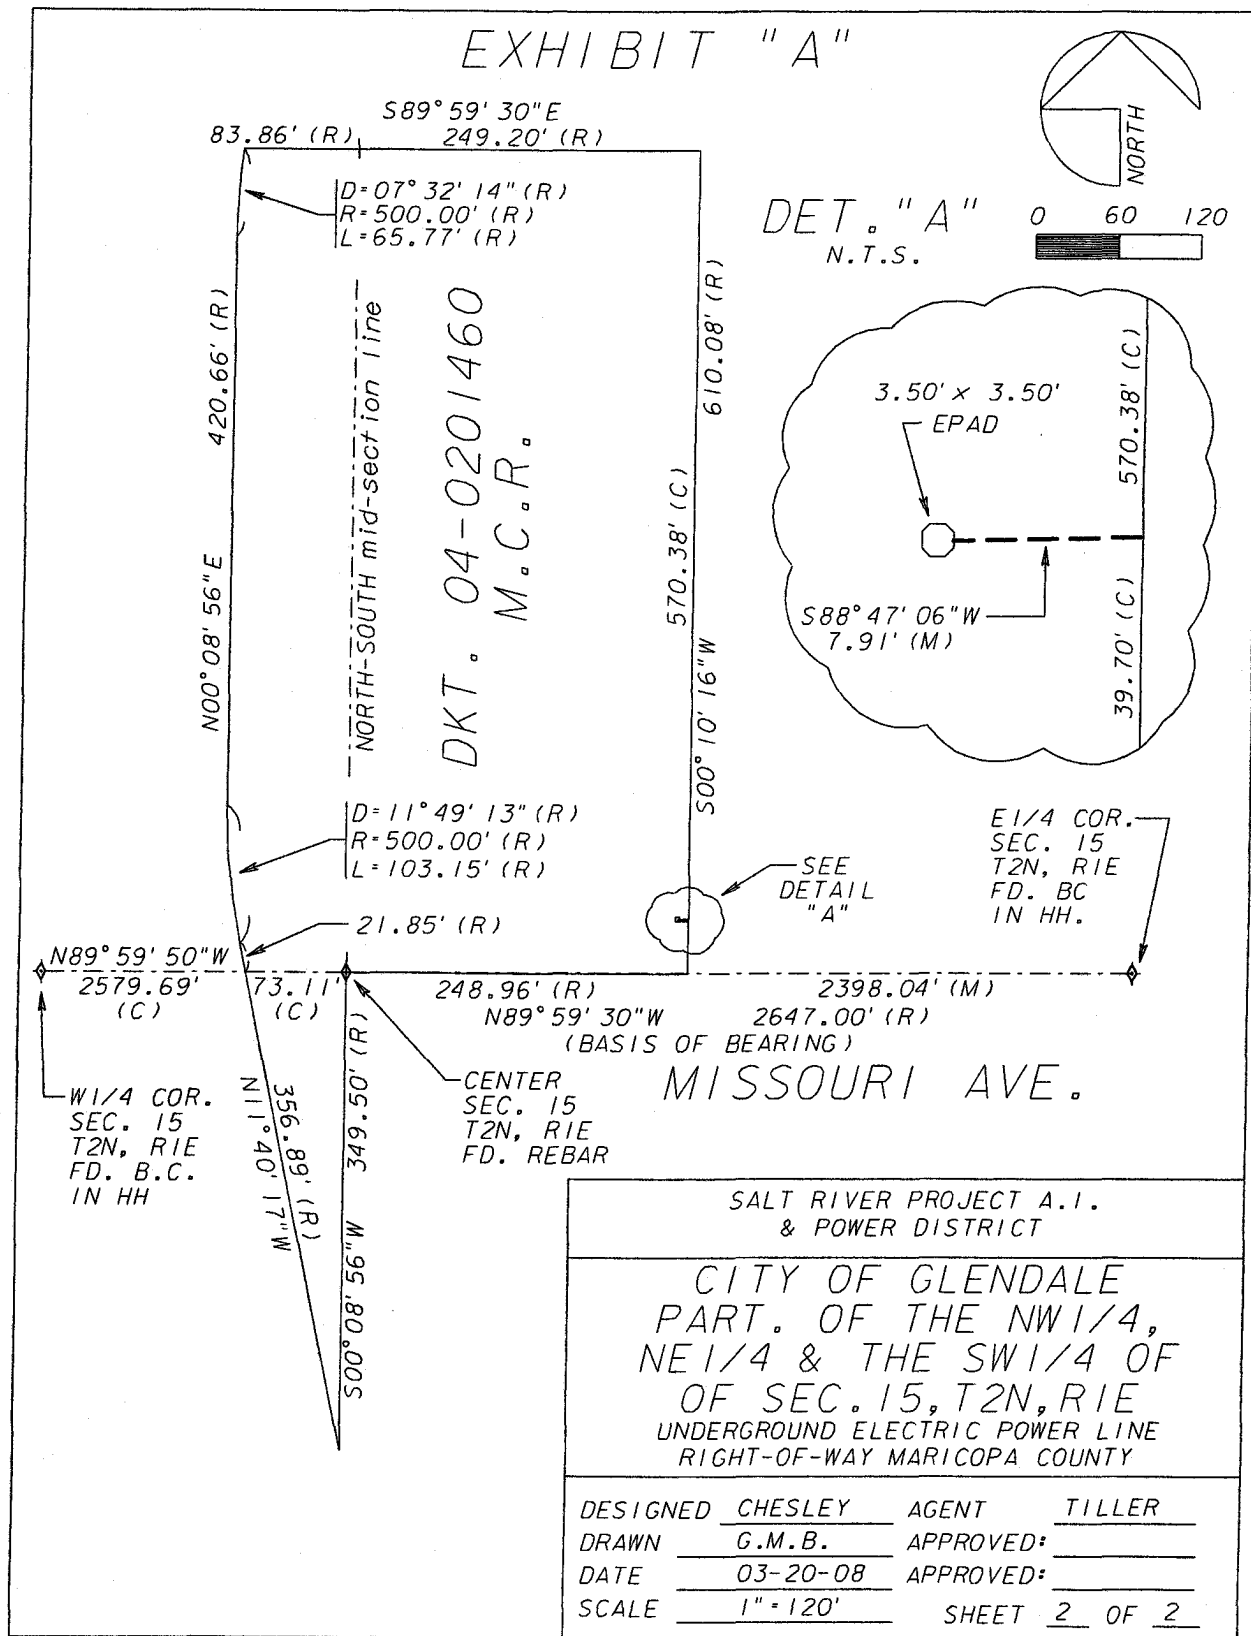 EXHIBIT "A"
S89°59'30"E
83.86' (R)
249.20' (R)
NORTH
D=07°32'14" (R)
R=500.00' (R)
L=65.77' (R)
DET. "A"
N.T.S.
0 60 120
420.66' (R)
N00°08'56"E
NORTH-SOUTH mid-section line
DKT. 04-0201460
M.C.R.
610.08' (R)
570.38' (C)
S00°10'16"W
3.50' x 3.50'
EPAD
570.38' (C)
S88°47'06"W
7.91' (M)
39.70' (C)
D=11°49'13" (R)
R=500.00' (R)
L=103.15' (R)
21.85' (R)
SEE
DETAIL
"A"
E1/4 COR.
SEC. 15
T2N, R1E
FD. BC
IN HH.
N89°59'50"W
2579.69'
(C)
73.11'
(C)
248.96' (R)
2398.04' (M)
N89°59'30"W
2647.00' (R)
(BASIS OF BEARING)
MISSOURI AVE.
W1/4 COR.
SEC. 15
T2N, R1E
FD. B.C.
IN HH
356.89' (R)
N11°40'17"W
349.50' (R)
S00°08'56"W
CENTER
SEC. 15
T2N, R1E
FD. REBAR
SALT RIVER PROJECT A.I.
& POWER DISTRICT
CITY OF GLENDALE
PART. OF THE NW1/4,
NE1/4 & THE SW1/4 OF
OF SEC.15,T2N,R1E
UNDERGROUND ELECTRIC POWER LINE
RIGHT-OF-WAY MARICOPA COUNTY
DESIGNED CHESLEY AGENT TILLER
DRAWN G.M.B. APPROVED:
DATE 03-20-08 APPROVED:
SCALE 1"=120' SHEET 2 OF 2